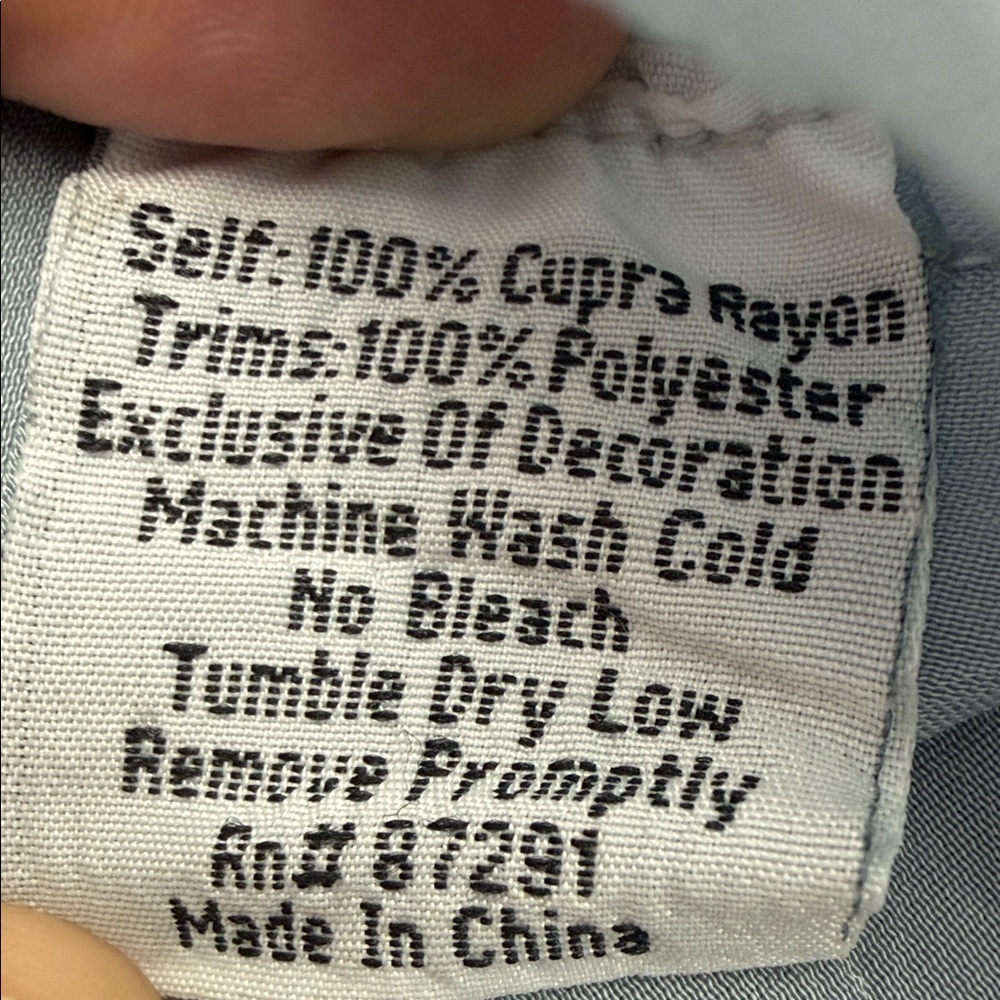 Self:100% Cupra Rayon
Trims:100% Polyester
Exclusive Of Decoration
Machine Wash Cold
No Bleach
Tumble Dry Low
Remove Promptly
Rn# 87291
Made In China